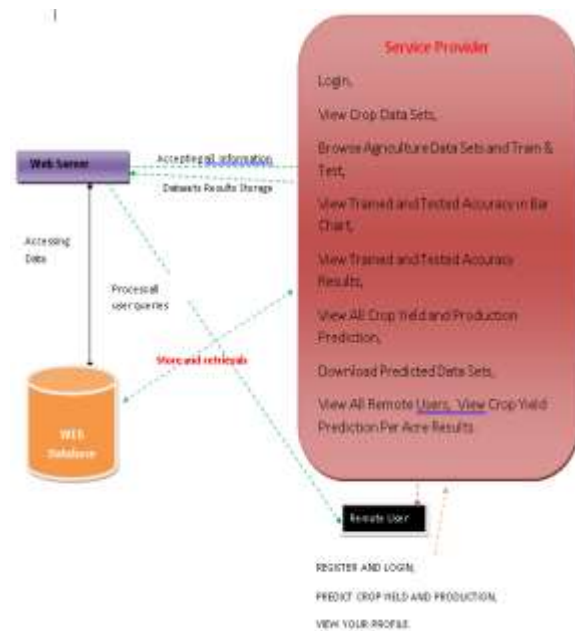 Service Provider
Login,
View Crop Data Sets,
Browse Agriculture Data Sets and Train &
Test,
View Trained and Tested Accuracy in Bar
Chart,
View Trained and Tested Accuracy
Results,
View All Crop Yield and Production
Prediction,
Download Predicted Data Sets,
View All Remote Users, View Crop Yield
Prediction Per Acre Results
Web Server
Accepting all Information
Datasets Results Storage
Accessing
Data
Process all
user queries
Store and retrievals
WEB
Database
Remote User
REGISTER AND LOGIN,
PREDICT CROP YIELD AND PRODUCTION,
VIEW YOUR PROFILE.